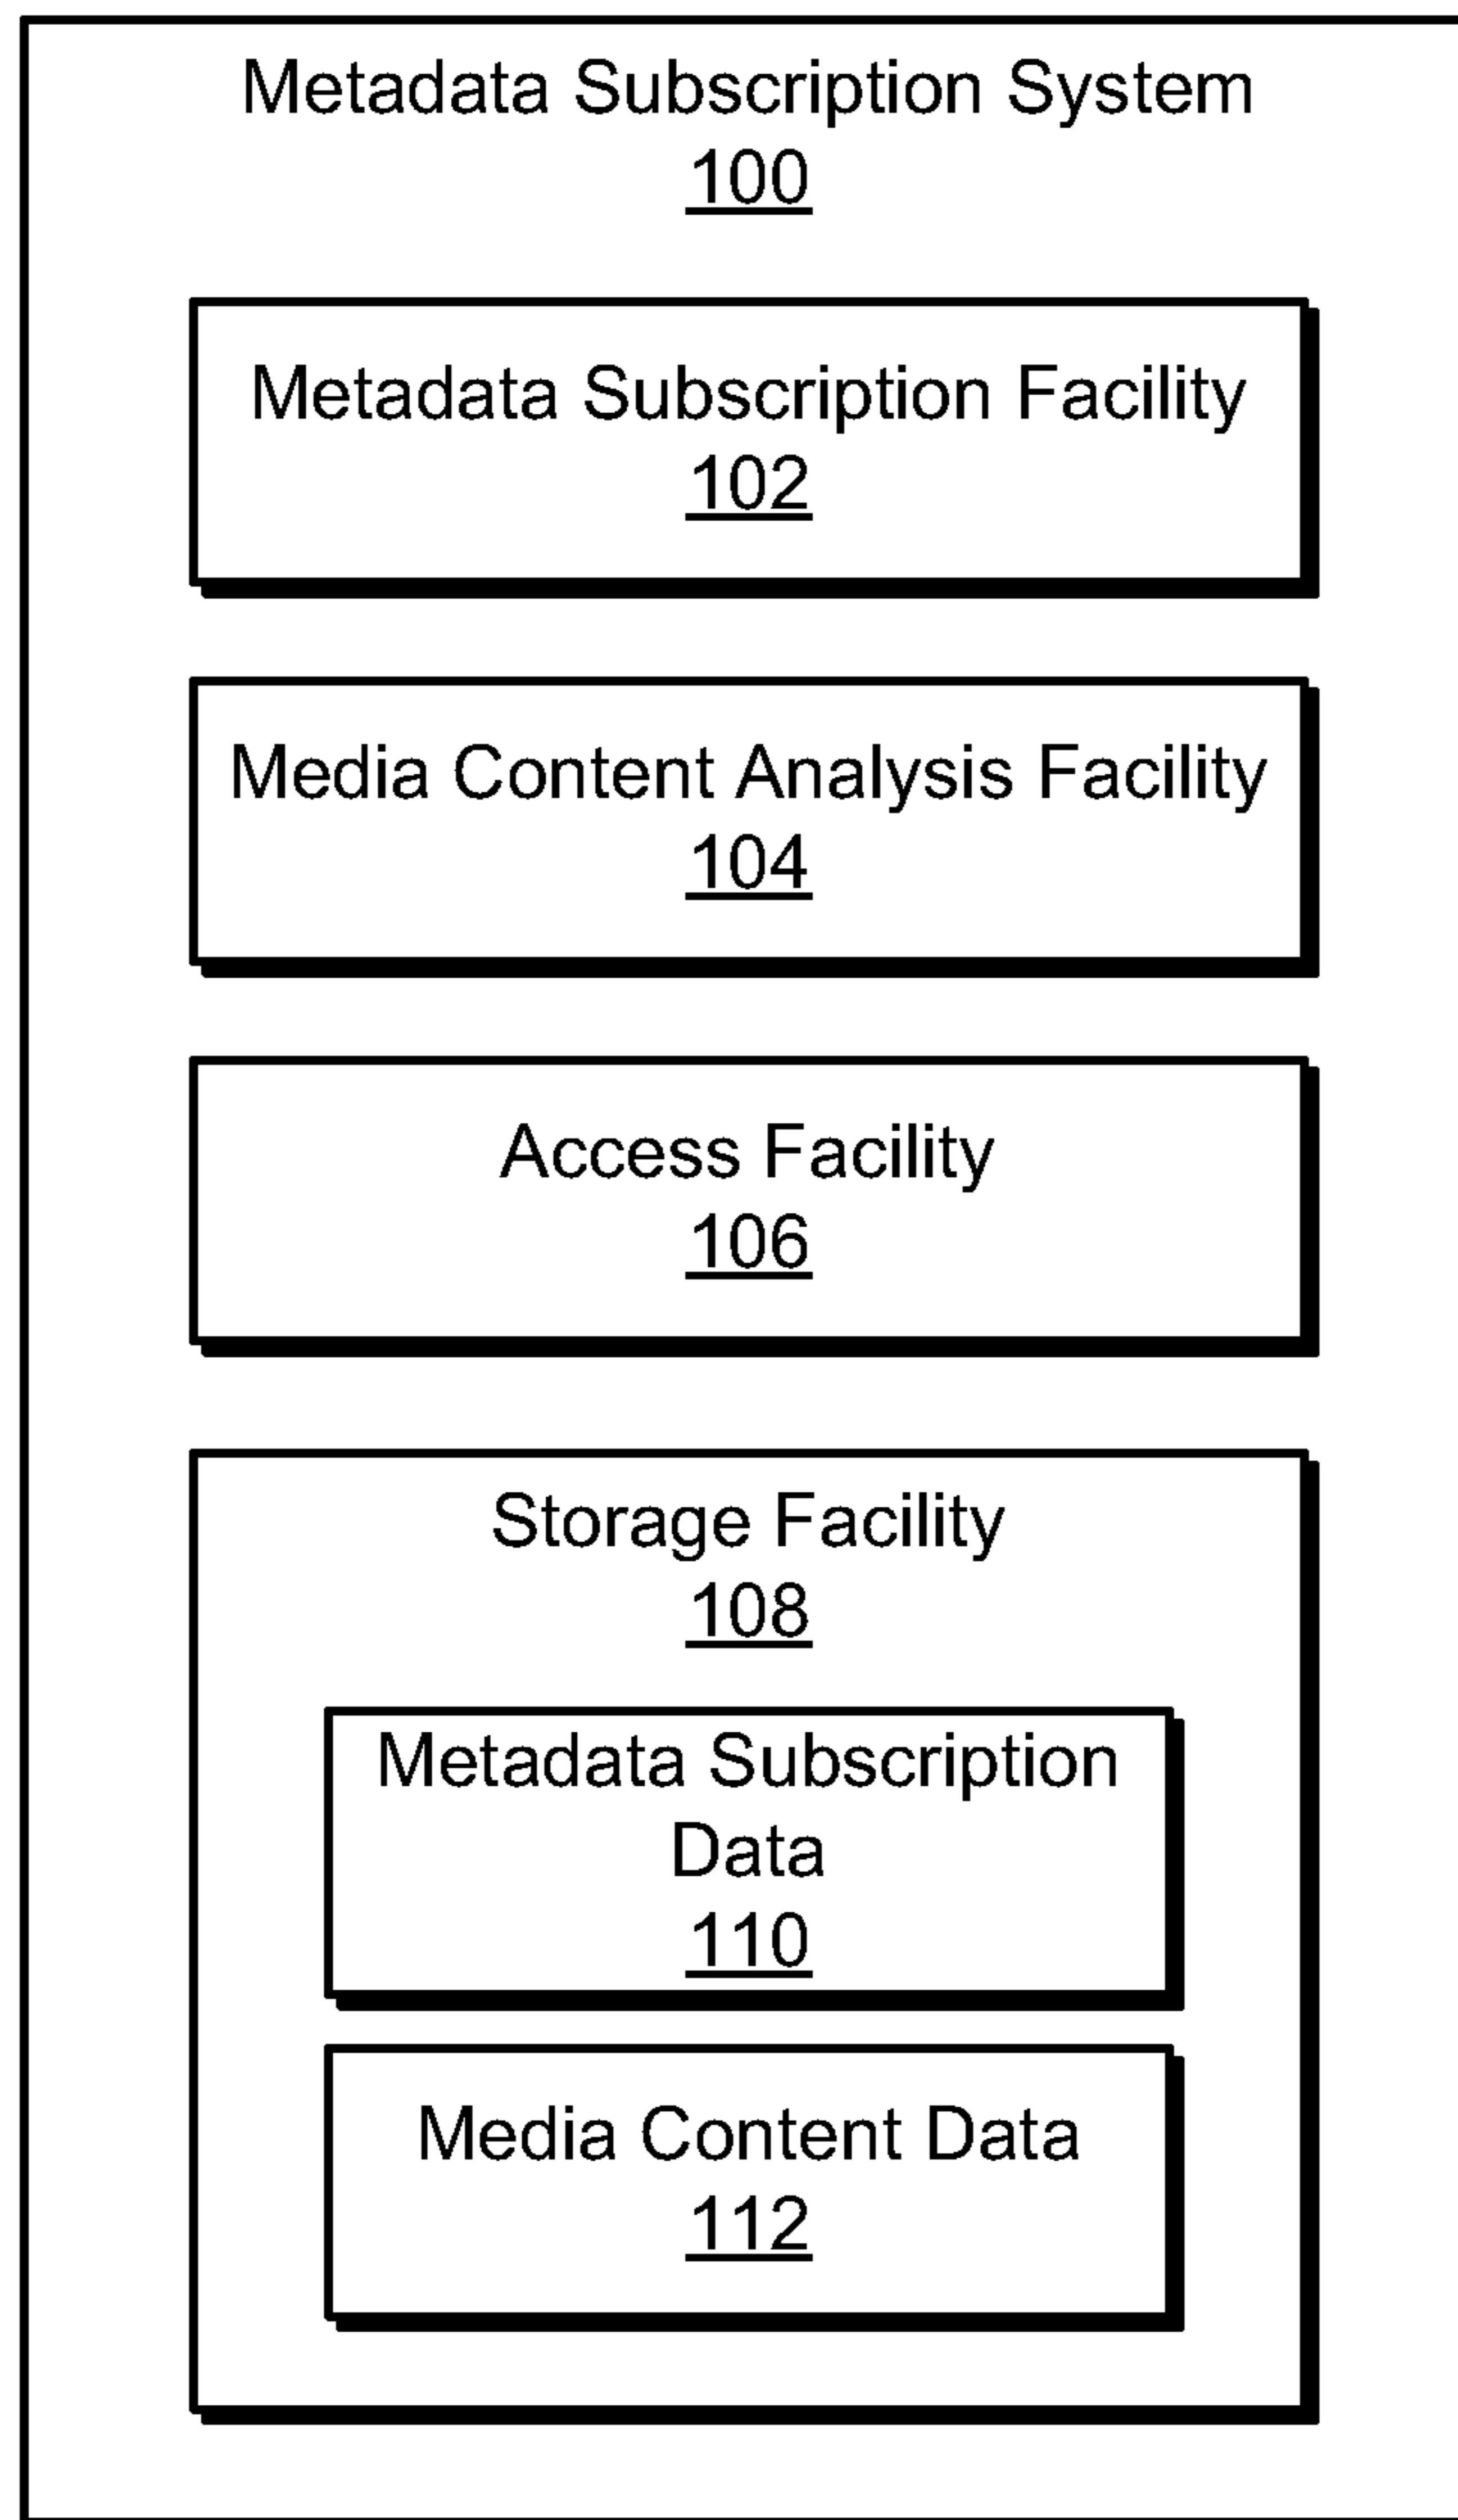 Metadata Subscription System
100
Metadata Subscription Facility
102
Media Content Analysis Facility
104
Access Facility
106
Storage Facility
108
Metadata Subscription
Data
110
Media Content Data
112